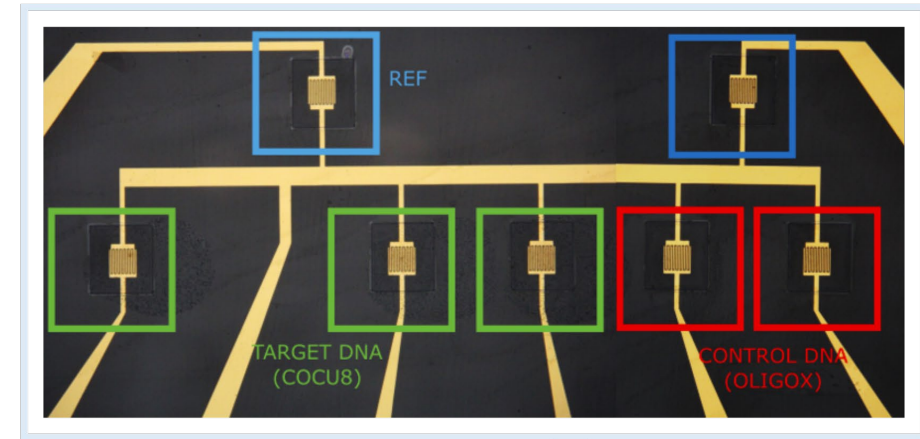 REF
TARGET DNA
(COCU8)
CONTROL DNA
(OLIGOX)